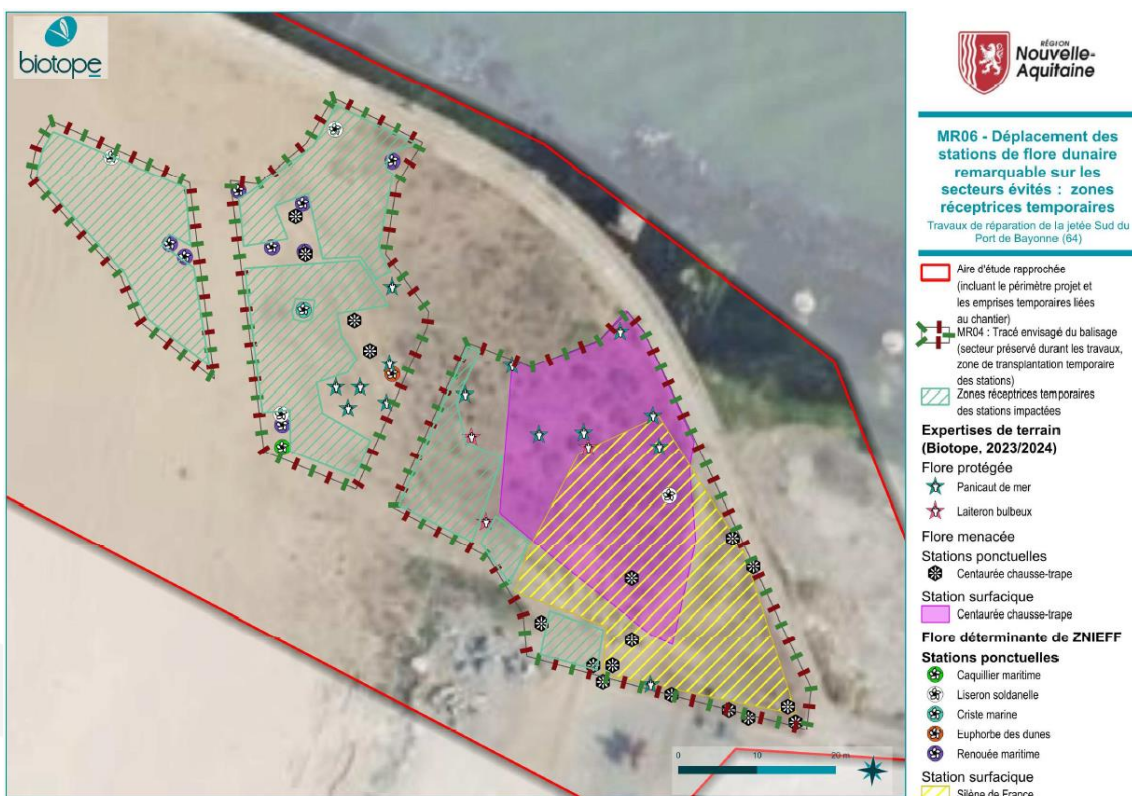 biotope
RÉGION
Nouvelle-
Aquitaine
MR06 - Déplacement des
stations de flore dunaire
remarquable sur les
secteurs évités : zones
réceptrices temporaires
Travaux de réparation de la jetée Sud du
Port de Bayonne (64)
Aire d'étude rapprochée
(incluant le périmètre projet et
les emprises temporaires liées
au chantier)
MR04 : Tracé envisagé du balisage
(secteur préservé durant les travaux,
zone de transplantation temporaire
des stations)
Zones réceptrices temporaires
des stations impactées
Expertises de terrain
(Biotope, 2023/2024)
Flore protégée
Panicaut de mer
Laiteron bulbeux
Flore menacée
Stations ponctuelles
Centaurée chausse-trape
Station surfacique
Centaurée chausse-trape
Flore déterminante de ZNIEFF
Stations ponctuelles
Caquillier maritime
Liseron soldanelle
Criste marine
Euphorbe des dunes
Renouée maritime
Station surfacique
Silène de France
0 10 20 m